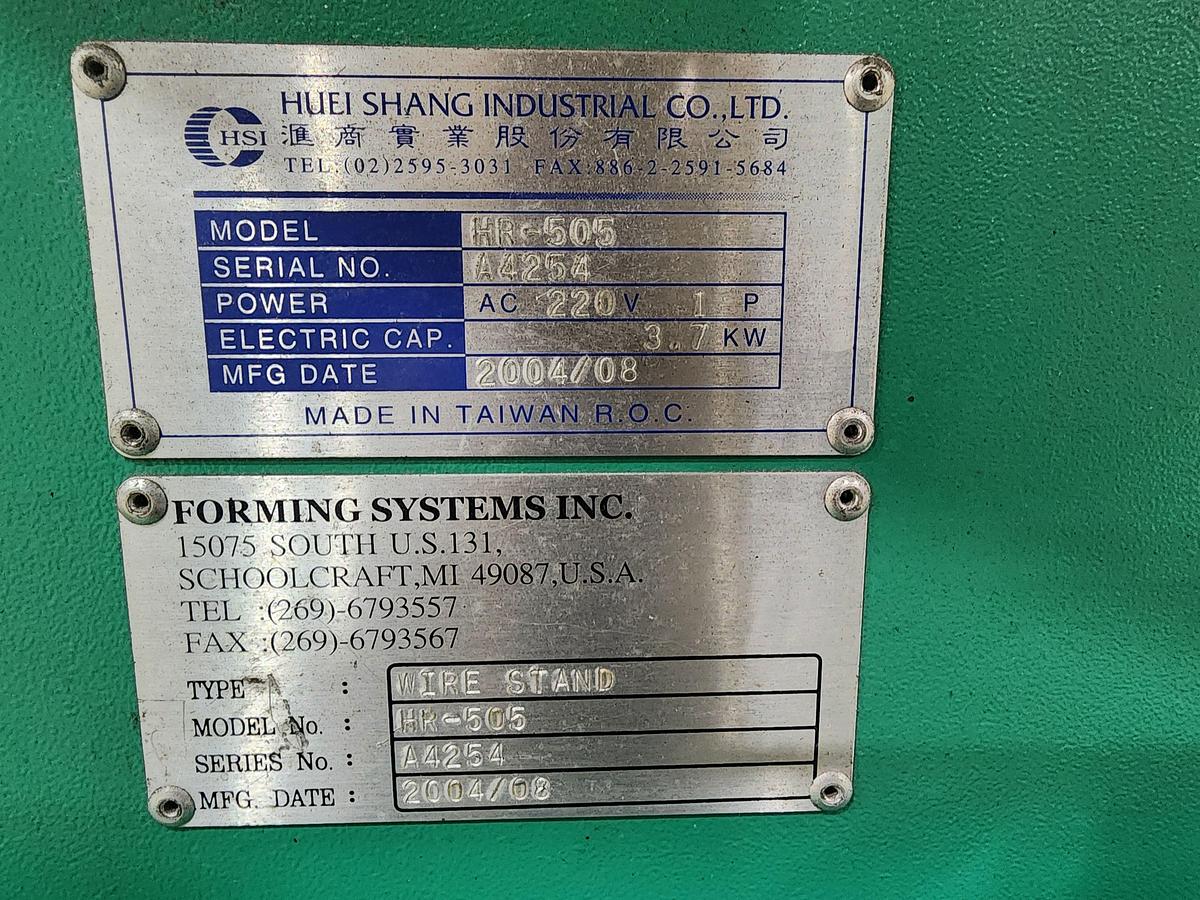 HUEI SHANG INDUSTRIAL CO.,LTD.
HSI 滙商實業股份有限公司
TEL:(02)2595-3031 FAX:886-2-2591-5684
MODEL HR-505
SERIAL NO. A4254
POWER AC 220 V 1 P
ELECTRIC CAP. 3.7 KW
MFG DATE 2004/08
MADE IN TAIWAN R.O.C.
FORMING SYSTEMS INC.
15075 SOUTH U.S.131,
SCHOOLCRAFT,MI 49087,U.S.A.
TEL :(269)-6793557
FAX :(269)-6793567
TYPE : WIRE STAND
MODEL No. : HR-505
SERIES No. : A4254
MFG. DATE : 2004/08